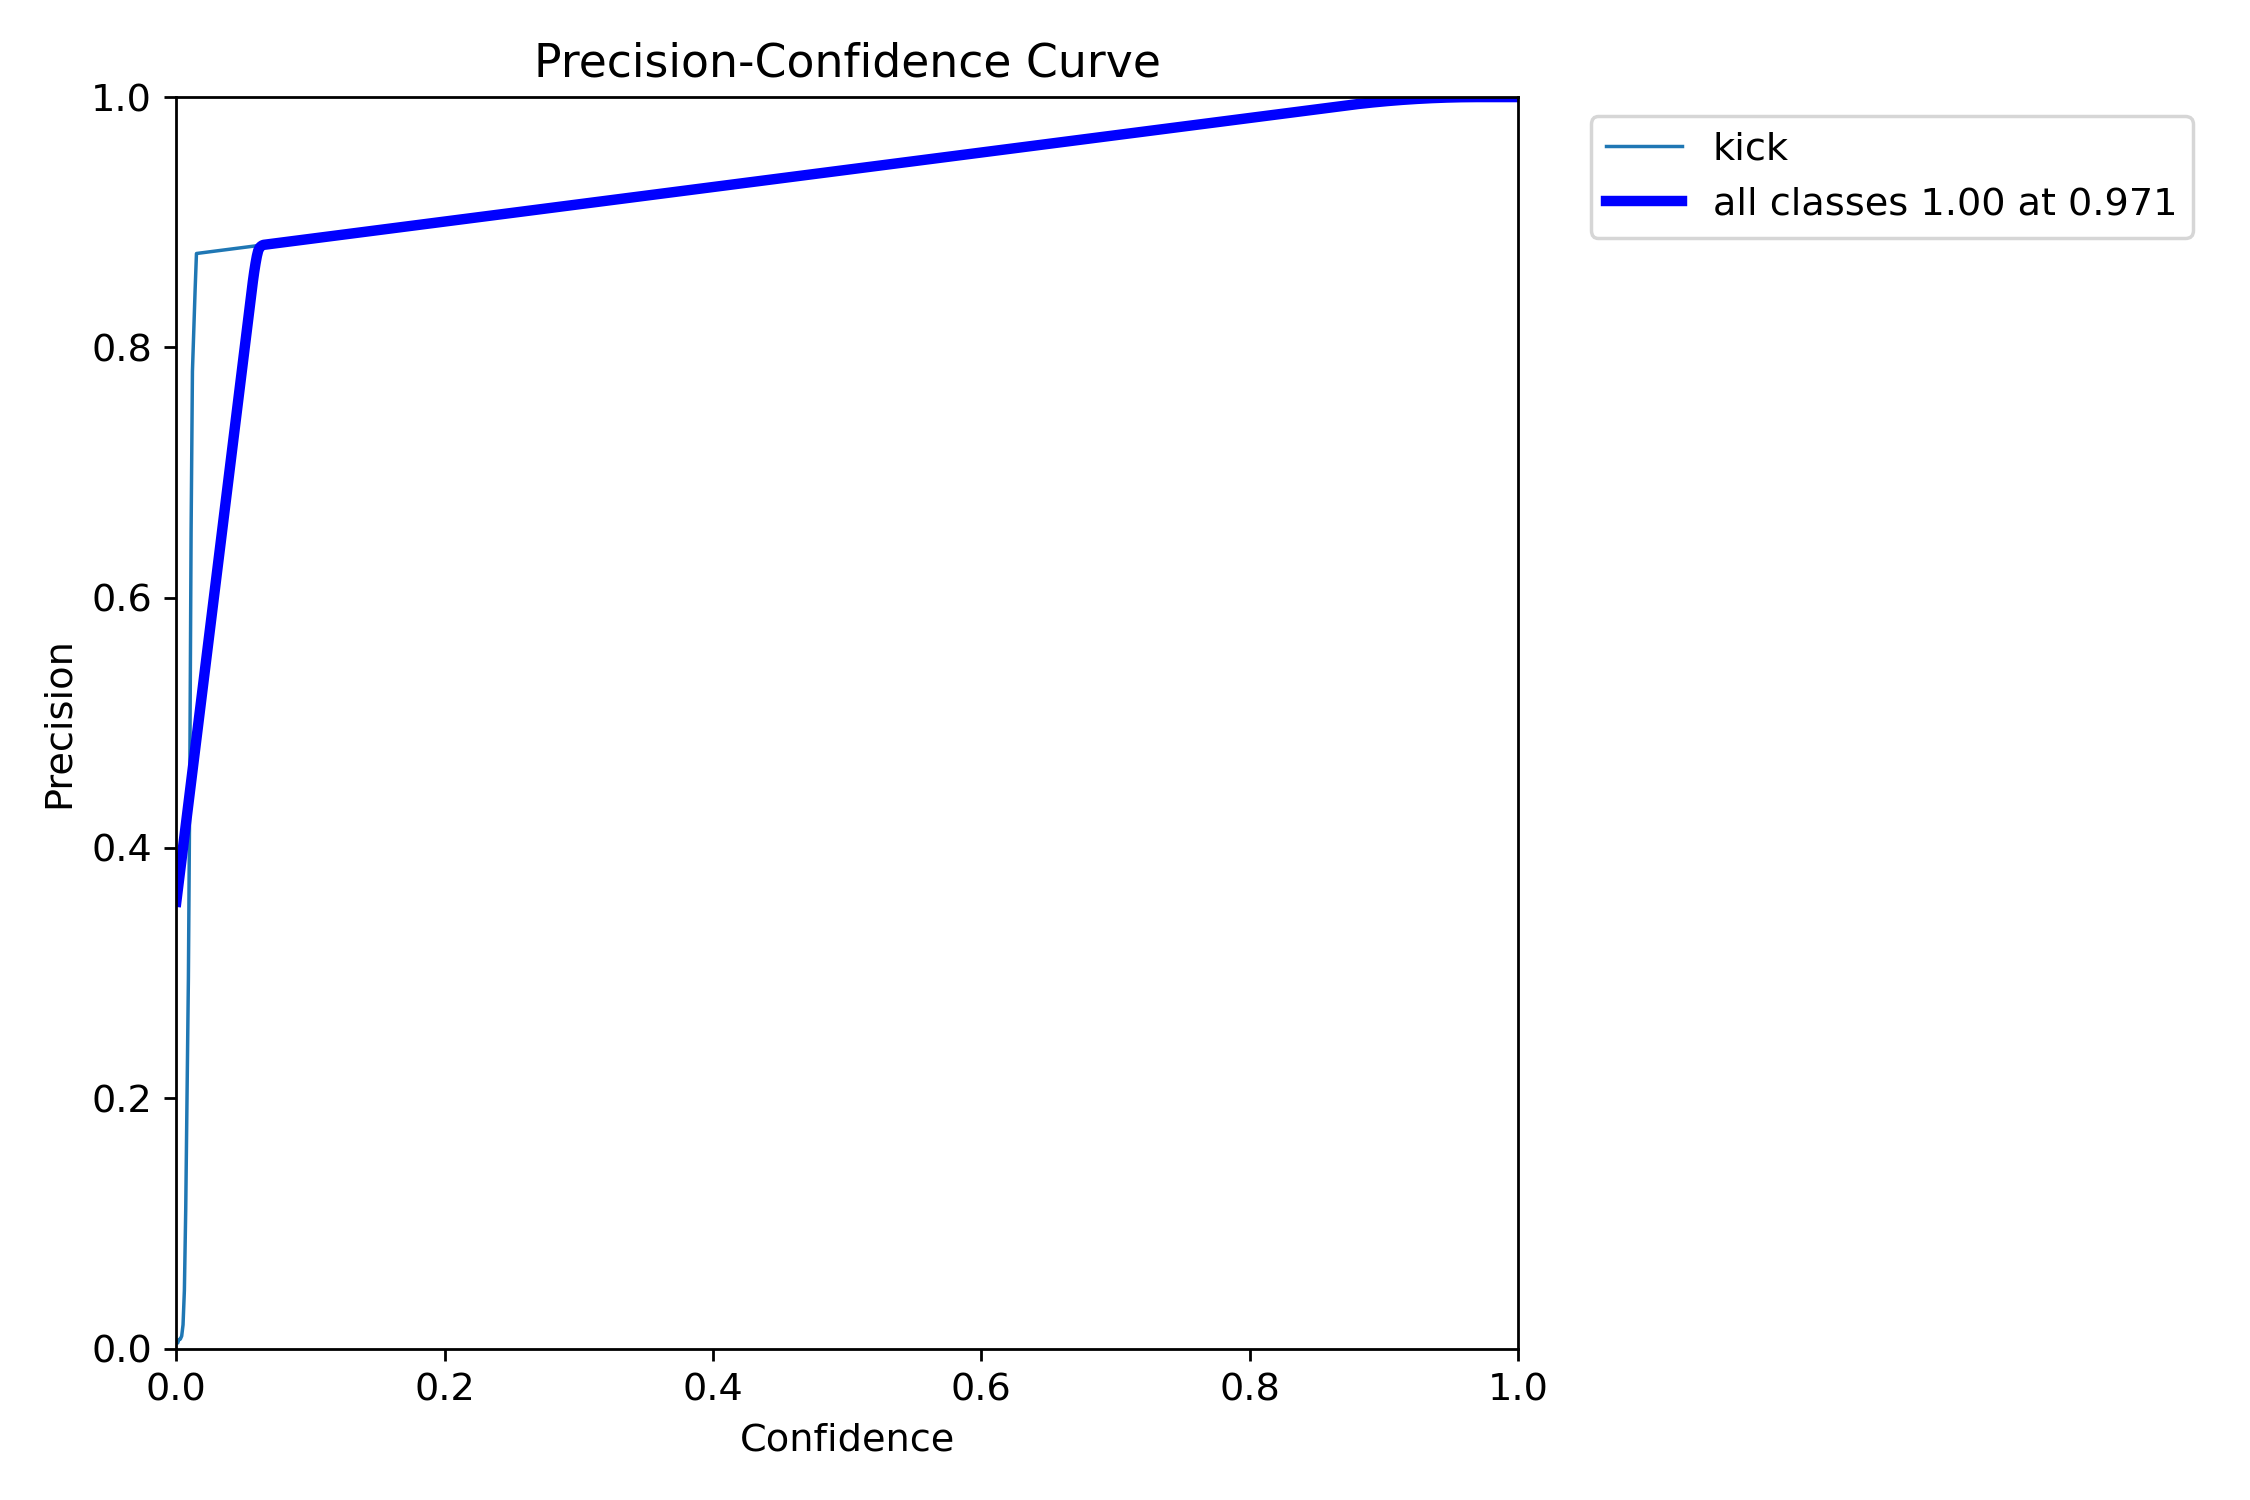 Precision-Confidence Curve
1.0
0.8
0.6
0.4
0.2
0.0
Precision
0.0 0.2 0.4 0.6 0.8 1.0
Confidence
kick
all classes 1.00 at 0.971